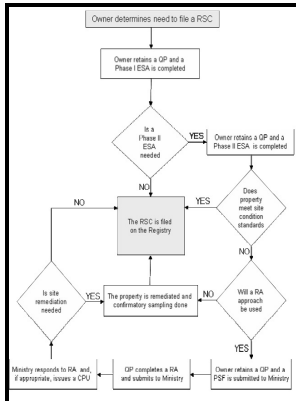 Owner determines need to file a RSC
Owner retains a QP and a
Phase I ESA is completed
Is a
Phase II
ESA
needed
YES
Owner retains a QP and a
Phase II ESA is completed
NO
NO
The RSC is filed
on the Registry
YES
Does
property
meet site
condition
standards
NO
Is site
remediation
needed
YES
The property is remediated and
confirmatory sampling done
NO
Will a RA
approach
be used
YES
Ministry responds to RA and,
if appropriate, issues a CPU
QP completes a RA
and submits to Ministry
Owner retains a QP and a
PSF is submitted to Ministry